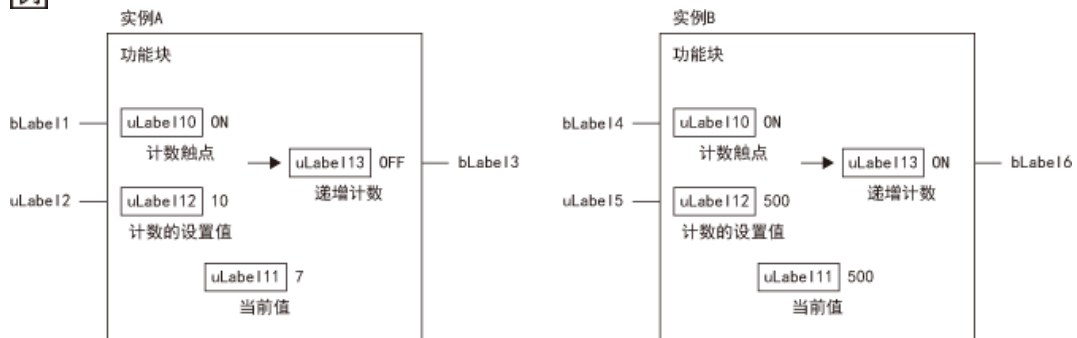 例
实例A
功能块
bLabel1
uLabel10 ON
计数触点
uLabel13 OFF
递增计数
bLabel3
uLabel2
uLabel12 10
计数的设置值
uLabel11 7
当前值
实例B
功能块
bLabel4
uLabel10 ON
计数触点
uLabel13 ON
递增计数
bLabel6
uLabel5
uLabel12 500
计数的设置值
uLabel11 500
当前值